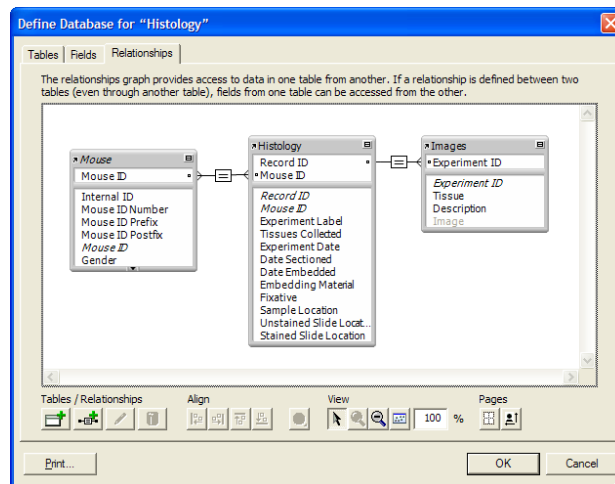 Define Database for “Histology”
Tables Fields Relationships
The relationships graph provides access to data in one table from another. If a relationship is defined between two
tables (even through another table), fields from one table can be accessed from the other.
Mouse
Mouse ID
Internal ID
Mouse ID Number
Mouse ID Prefix
Mouse ID Postfix
Mouse ID
Gender
Histology
Record ID
Mouse ID
Record ID
Mouse ID
Experiment Label
Tissues Collected
Experiment Date
Date Sectioned
Date Embedded
Embedding Material
Fixative
Sample Location
Unstained Slide Locat...
Stained Slide Location
Images
Experiment ID
Experiment ID
Tissue
Description
Image
Tables / Relationships Align View Pages
100 %
Print... OK Cancel